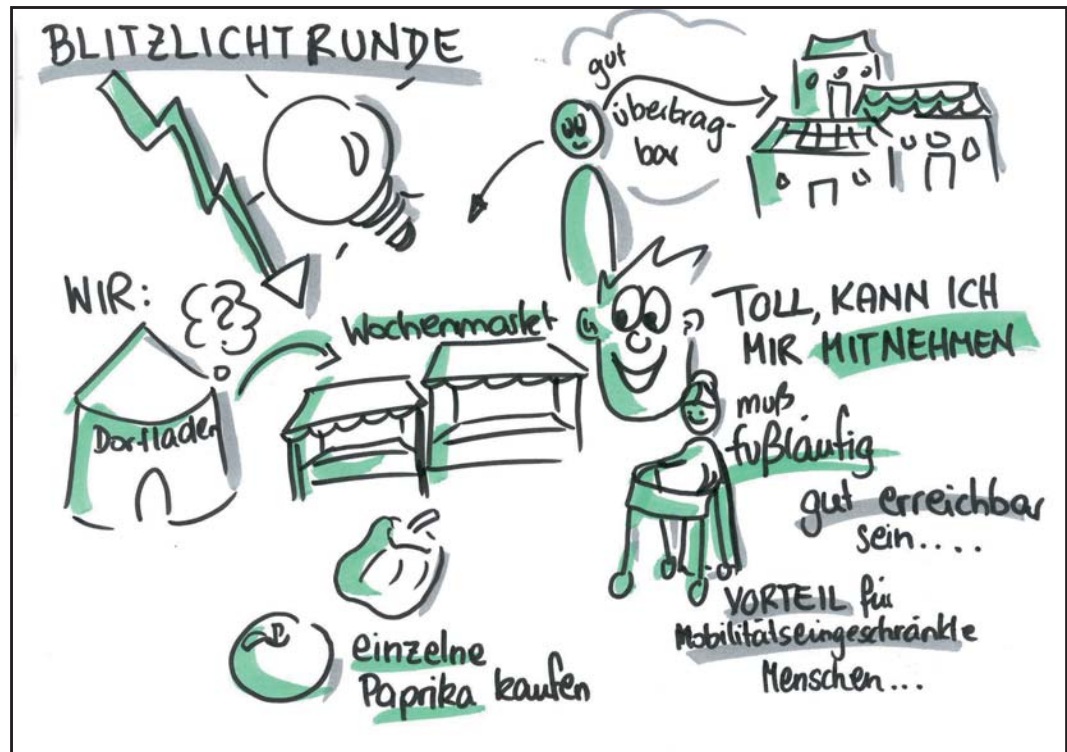 BLITZLICHTRUNDE
gut
übertrag-
bar
WIR:
?
Dorfladen
Wochenmarkt
TOLL, KANN ICH
MIR MITNEHMEN
muß
fußläufig
gut erreichbar
sein....
VORTEIL für
Mobilitätseingeschränkte
Menschen...
einzelne
Paprika kaufen